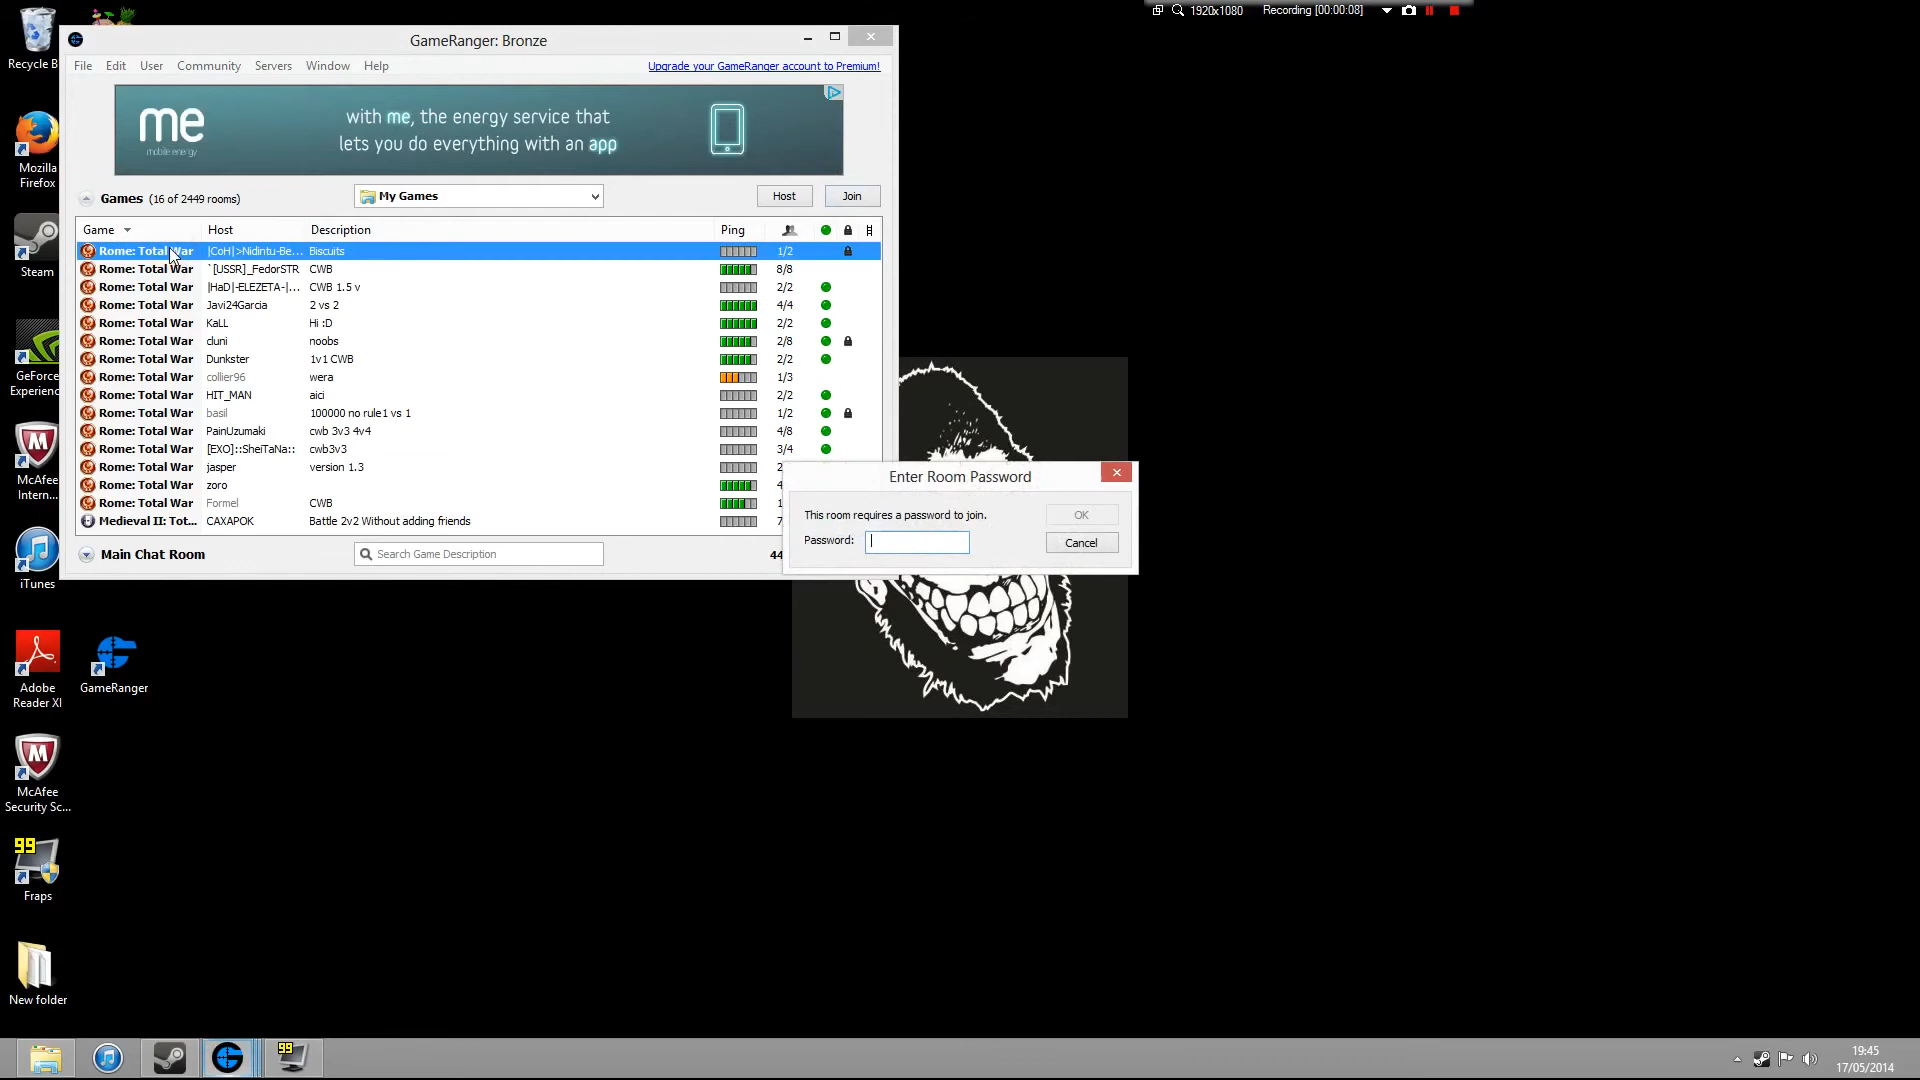 1920x1080 Recording [00:00:08]
GameRanger: Bronze
File Edit User Community Servers Window Help Upgrade your GameRanger account to Premium!
me
mobile energy
with me, the energy service that
lets you do everything with an app
Games (16 of 2449 rooms) My Games Host Join
Game Host Description Ping
Rome: Total War |CoH|>Nidintu-Be... Biscuits 1/2
Rome: Total War `[USSR]_FedorSTR CWB 8/8
Rome: Total War |HaD|-ELEZETA-|... CWB 1.5 v 2/2
Rome: Total War Javi24Garcia 2 vs 2 4/4
Rome: Total War KaLL Hi :D 2/2
Rome: Total War cluni noobs 2/8
Rome: Total War Dunkster 1v1 CWB 2/2
Rome: Total War collier96 wera 1/3
Rome: Total War HIT_MAN aici 2/2
Rome: Total War basil 100000 no rule1 vs 1 1/2
Rome: Total War PainUzumaki cwb 3v3 4v4 4/8
Rome: Total War [EXO]::SheiTaNa:: cwb3v3 3/4
Rome: Total War jasper version 1.3 2
Rome: Total War zoro 4
Rome: Total War Formel CWB 1
Medieval II: Tot... CAXAPOK Battle 2v2 Without adding friends 7
Main Chat Room Search Game Description 44
Enter Room Password
This room requires a password to join. OK
Password: Cancel
Recycle B
Mozilla
Firefox
Steam
GeForce
Experienc
McAfee
Intern...
iTunes
Adobe
Reader XI
GameRanger
McAfee
Security Sc...
99
Fraps
New folder
99
19:45
17/05/2014